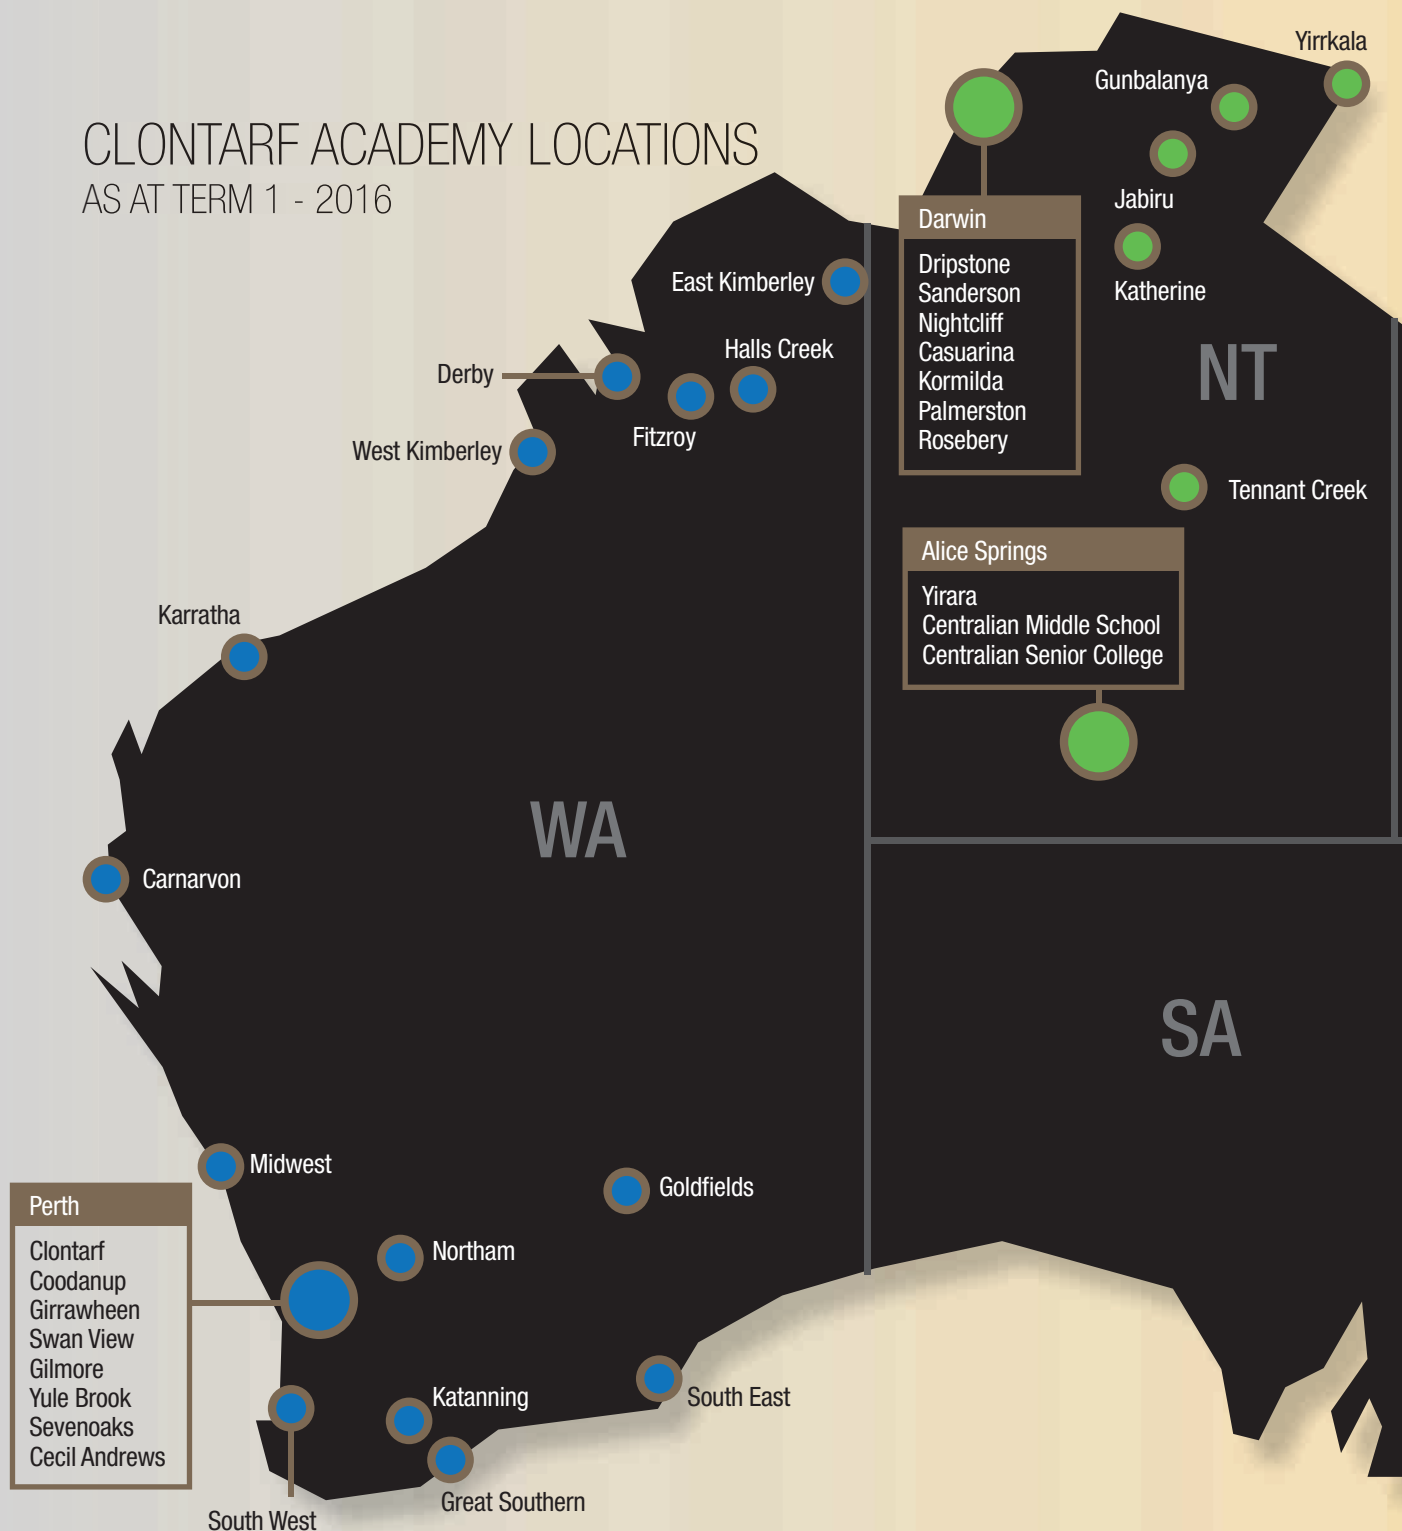 CLONTARF ACADEMY LOCATIONS
AS AT TERM 1 - 2016
Yirrkala
Gunbalanya
Jabiru
Katherine
Darwin
Dripstone
Sanderson
Nightcliff
Casuarina
Kormilda
Palmerston
Rosebery
NT
East Kimberley
Halls Creek
Derby
Fitzroy
West Kimberley
Tennant Creek
Alice Springs
Yirara
Centralian Middle School
Centralian Senior College
Karratha
WA
Carnarvon
SA
Midwest
Goldfields
Perth
Clontarf
Coodanup
Girrawheen
Swan View
Gilmore
Yule Brook
Sevenoaks
Cecil Andrews
Northam
Katanning
South East
Great Southern
South West